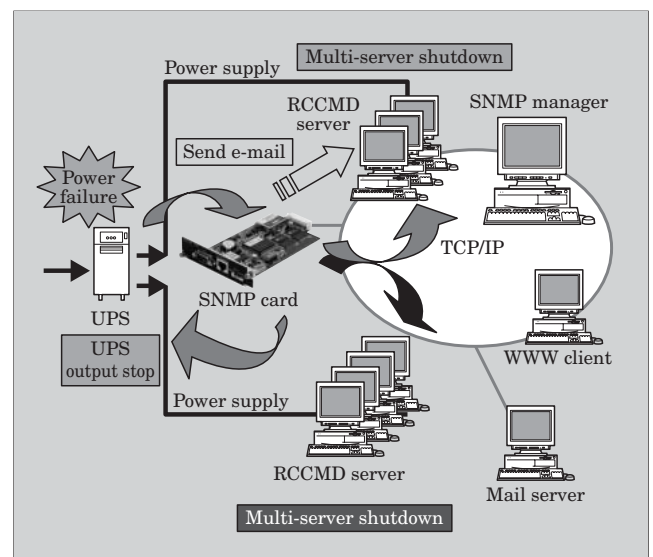 Multi-server shutdown
Power supply
RCCMD
server
SNMP manager
Send e-mail
Power
failure
TCP/IP
SNMP card
UPS
WWW client
UPS
output stop
Power supply
RCCMD server
Mail server
Multi-server shutdown